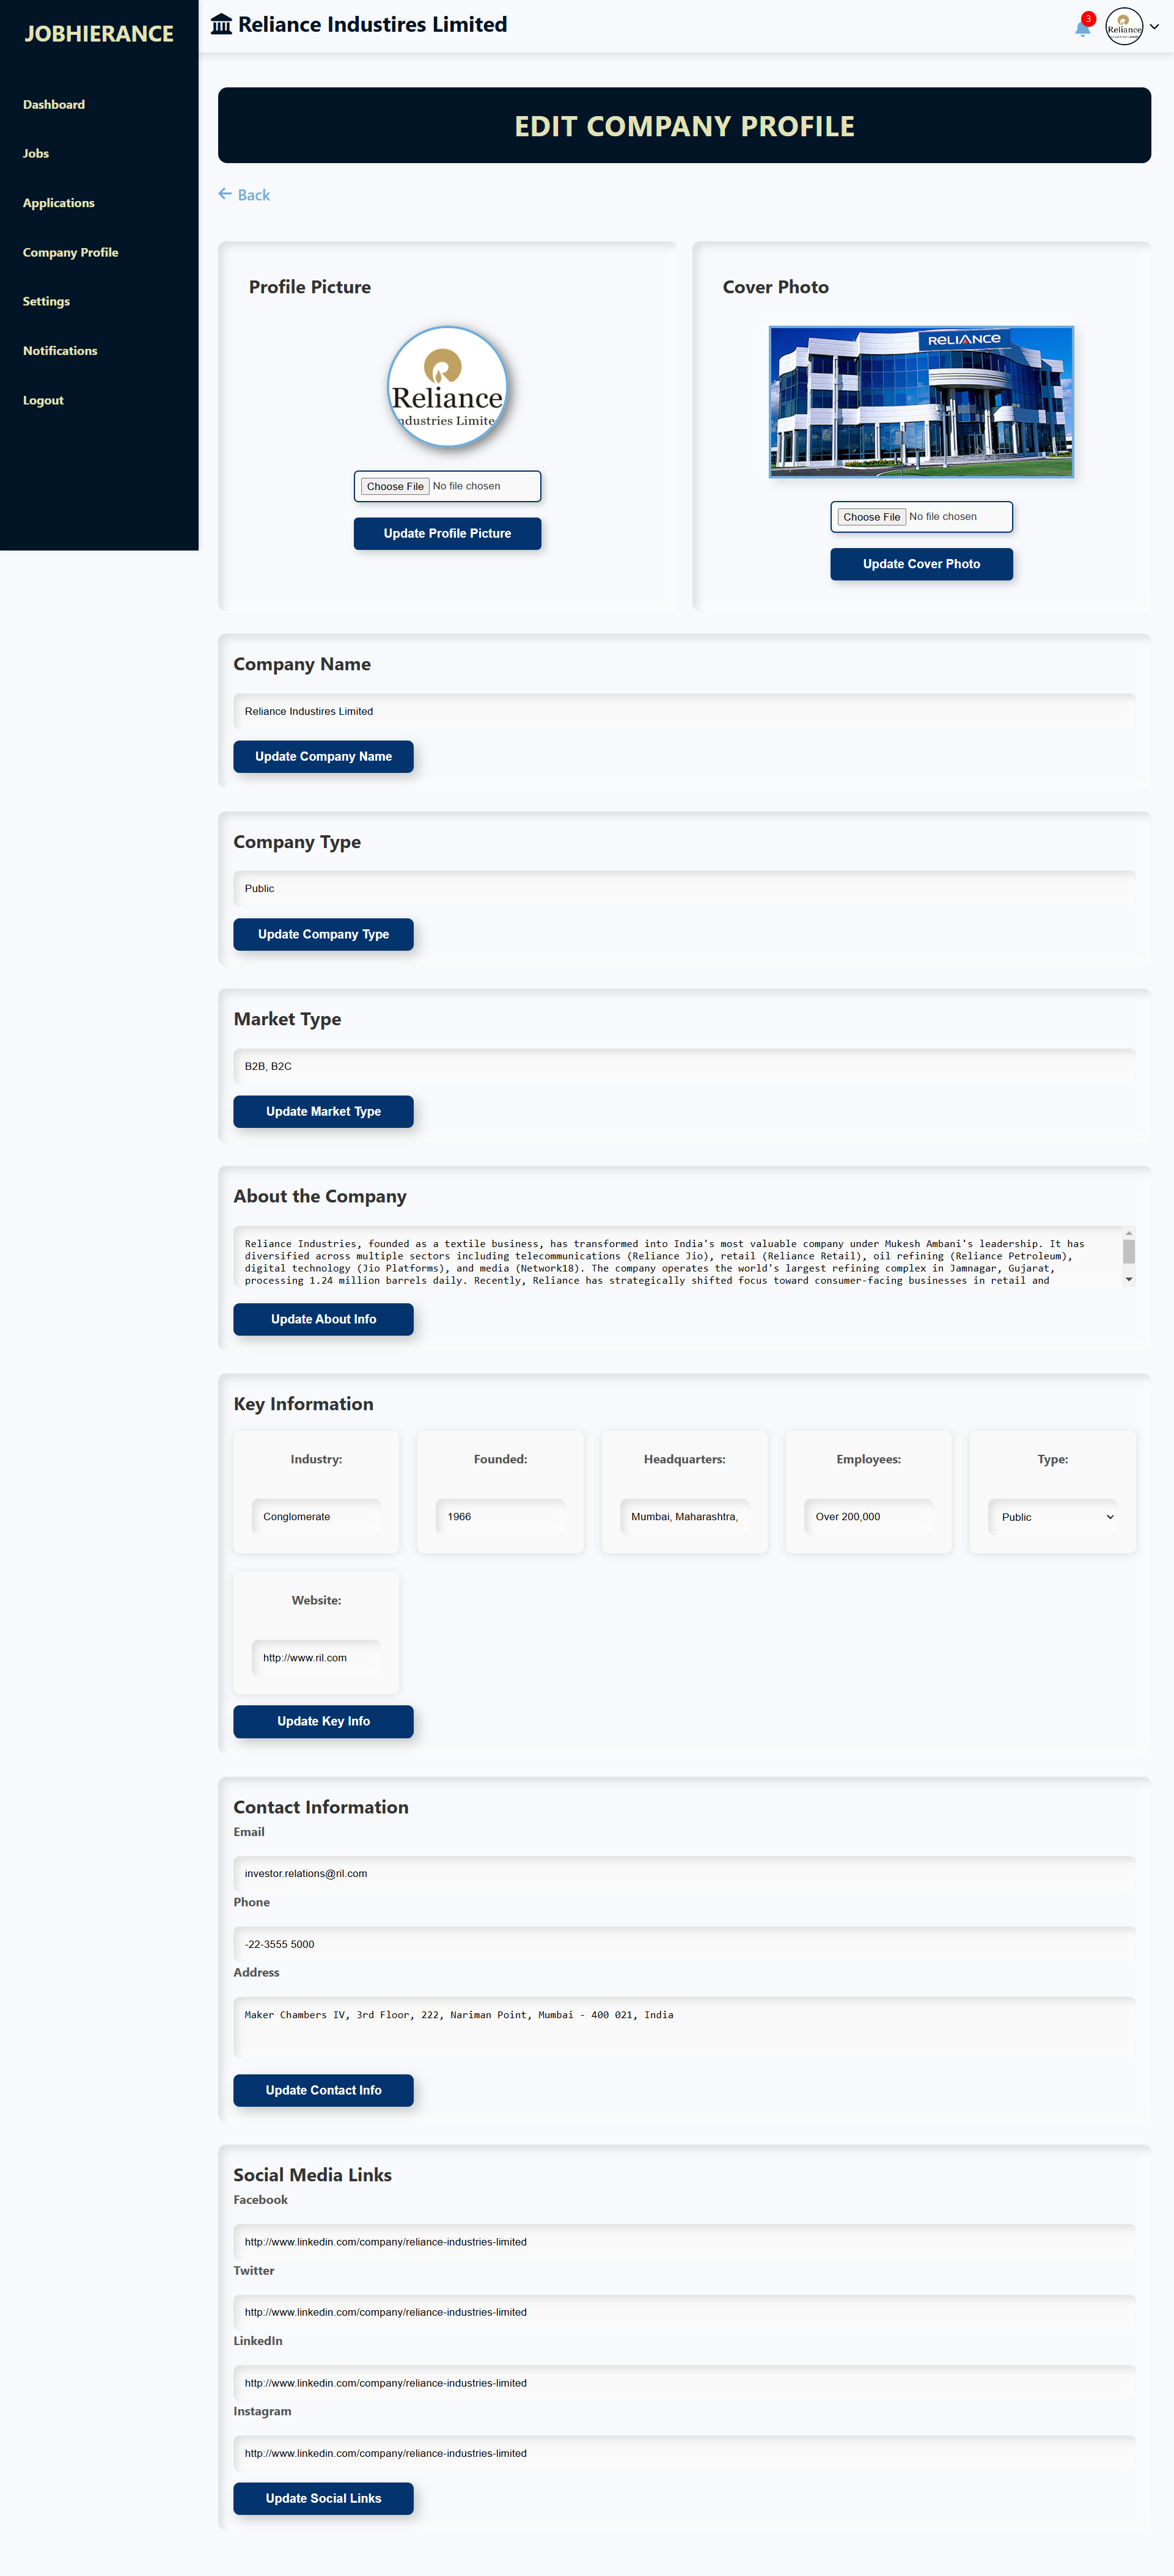 JOBHIERANCE
Dashboard
Jobs
Applications
Company Profile
Settings
Notifications
Logout
Reliance Industires Limited
3
Reliance
EDIT COMPANY PROFILE
Back
Profile Picture
Reliance
ndustries Limite
Choose File No file chosen
Update Profile Picture
Cover Photo
RELIANCE
Choose File No file chosen
Update Cover Photo
Company Name
Reliance Industires Limited
Update Company Name
Company Type
Public
Update Company Type
Market Type
B2B, B2C
Update Market Type
About the Company
Reliance Industries, founded as a textile business, has transformed into India's most valuable company under Mukesh Ambani's leadership. It has
diversified across multiple sectors including telecommunications (Reliance Jio), retail (Reliance Retail), oil refining (Reliance Petroleum),
digital technology (Jio Platforms), and media (Network18). The company operates the world's largest refining complex in Jamnagar, Gujarat,
processing 1.24 million barrels daily. Recently, Reliance has strategically shifted focus toward consumer-facing businesses in retail and
Update About Info
Key Information
Industry:
Conglomerate
Founded:
1966
Headquarters:
Mumbai, Maharashtra,
Employees:
Over 200,000
Type:
Public
Website:
http://www.ril.com
Update Key Info
Contact Information
Email
investor.relations@ril.com
Phone
-22-3555 5000
Address
Maker Chambers IV, 3rd Floor, 222, Nariman Point, Mumbai - 400 021, India
Update Contact Info
Social Media Links
Facebook
http://www.linkedin.com/company/reliance-industries-limited
Twitter
http://www.linkedin.com/company/reliance-industries-limited
LinkedIn
http://www.linkedin.com/company/reliance-industries-limited
Instagram
http://www.linkedin.com/company/reliance-industries-limited
Update Social Links